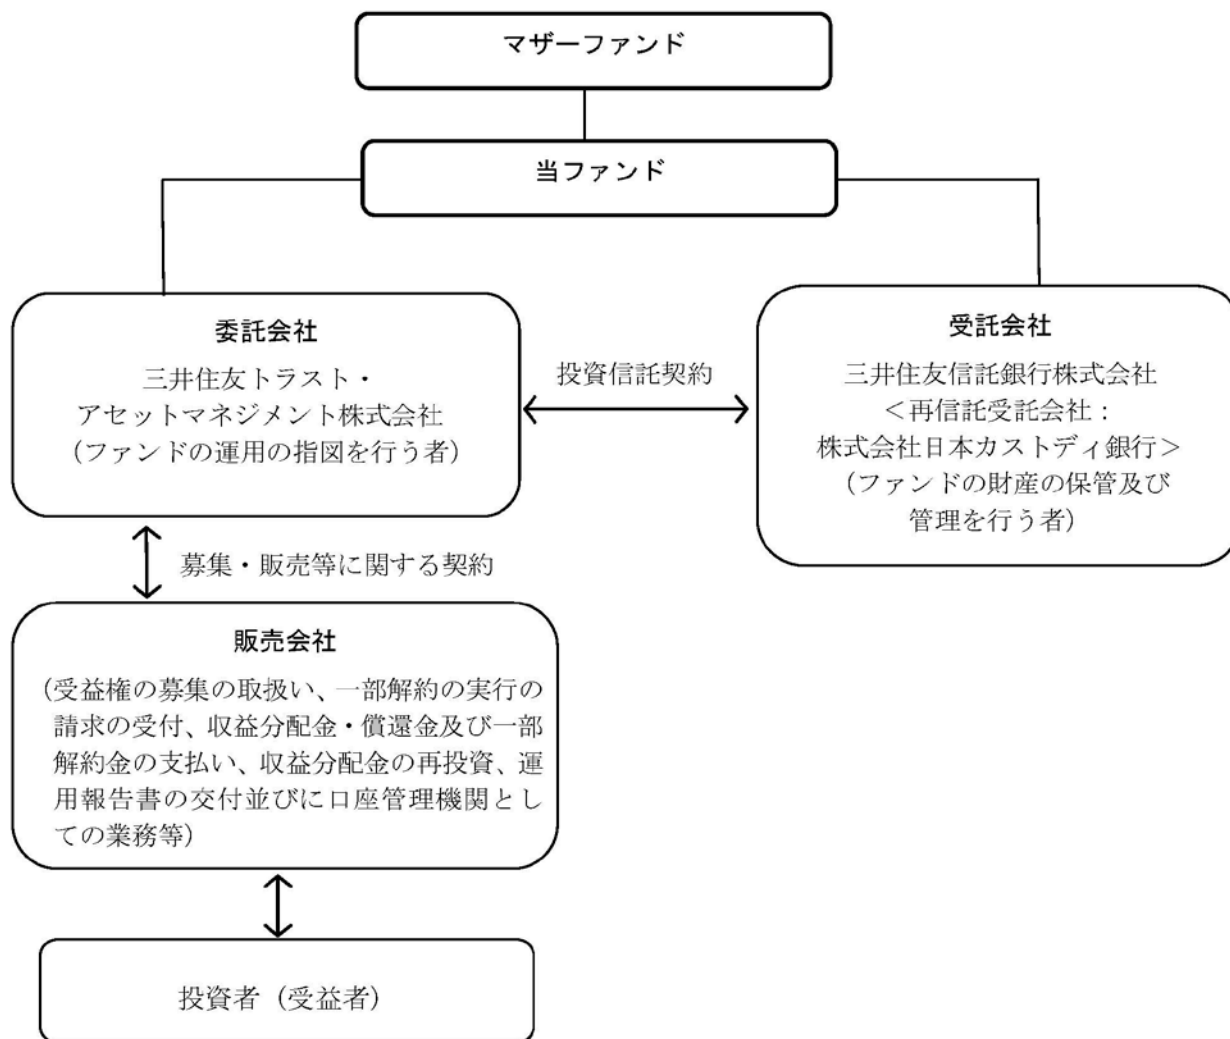 マザーファンド
当ファンド
委託会社
三井住友トラスト・
アセットマネジメント株式会社
（ファンドの運用の指図を行う者）
投資信託契約
受託会社
三井住友信託銀行株式会社
＜再信託受託会社：
株式会社日本カストディ銀行＞
（ファンドの財産の保管及び
管理を行う者）
募集・販売等に関する契約
販売会社
（受益権の募集の取扱い、一部解約の実行の
請求の受付、収益分配金・償還金及び一部
解約金の支払い、収益分配金の再投資、運
用報告書の交付並びに口座管理機関とし
ての業務等）
投資者（受益者）